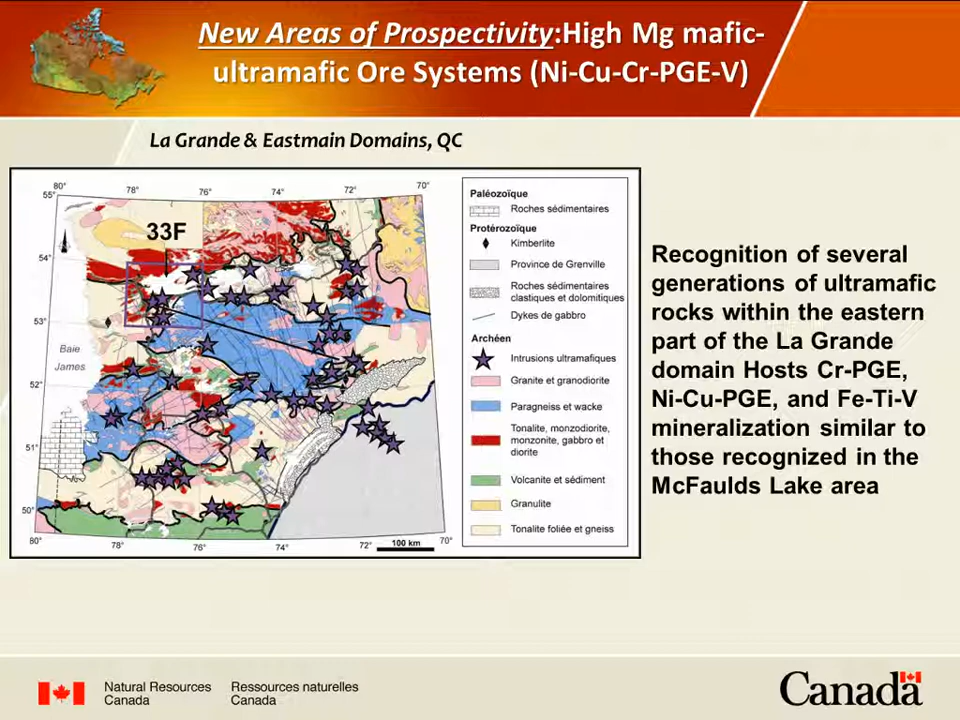 New Areas of Prospectivity:High Mg mafic-
ultramafic Ore Systems (Ni-Cu-Cr-PGE-V)
La Grande & Eastmain Domains, QC
80° 78° 76° 74° 72° 70°
55°
54°
53°
52°
51°
50°
33F
Baie
James
80° 78° 76° 74° 72° 70°
100 km
Paléozoïque
Roches sédimentaires
Protérozoïque
Kimberlite
Province de Grenville
Roches sédimentaires
clastiques et dolomitiques
Dykes de gabbro
Archéen
Intrusions ultramafiques
Granite et granodiorite
Paragneiss et wacke
Tonalite, monzodiorite,
monzonite, gabbro et
diorite
Volcanite et sédiment
Granulite
Tonalite foliée et gneiss
Recognition of several
generations of ultramafic
rocks within the eastern
part of the La Grande
domain Hosts Cr-PGE,
Ni-Cu-PGE, and Fe-Ti-V
mineralization similar to
those recognized in the
McFaulds Lake area
Natural Resources
Canada
Ressources naturelles
Canada
Canada